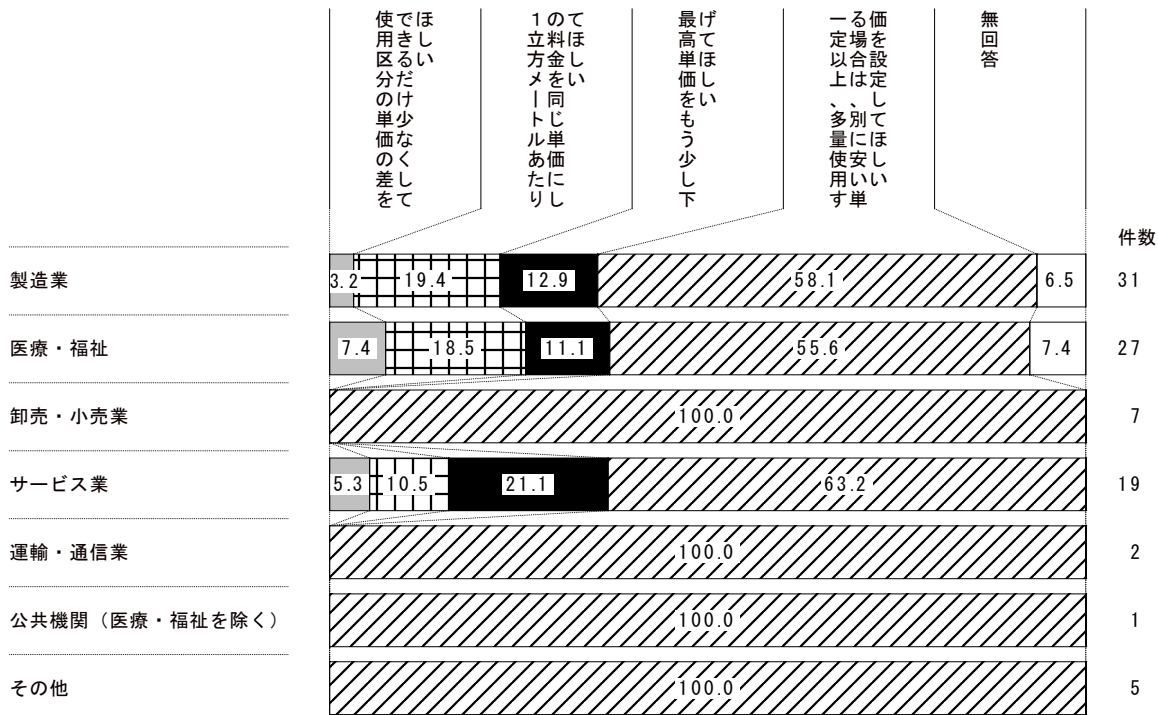 使用区分の単価の差を
できるだけ少なくして
ほしい
1立方メートルあたり
の料金を同じ単価にし
てほしい
最高単価をもう少し下
げてほしい
一定以上、多量使用す
る場合は、別に安い単
価を設定してほしい
無回答
件数
製造業 3.2 19.4 12.9 58.1 6.5 31
医療・福祉 7.4 18.5 11.1 55.6 7.4 27
卸売・小売業 100.0 7
サービス業 5.3 10.5 21.1 63.2 19
運輸・通信業 100.0 2
公共機関（医療・福祉を除く） 100.0 1
その他 100.0 5